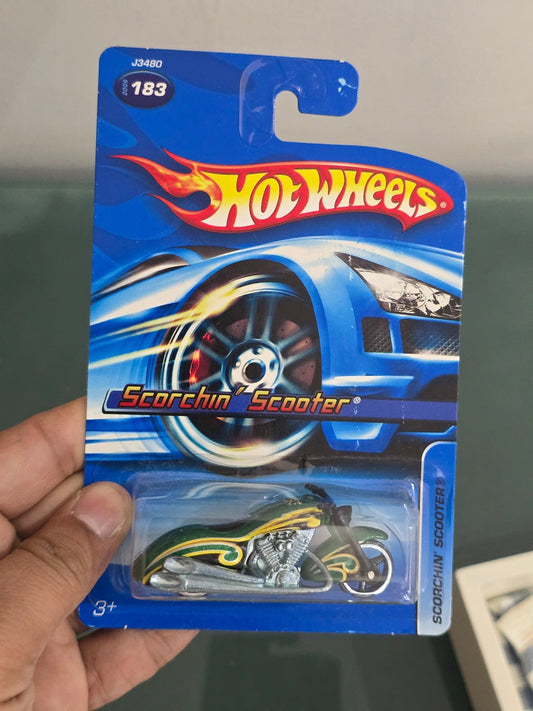 J3480
2006
183
HOT WHEELS®
Scorchin' Scooter®
SCORCHIN' SCOOTER®
3+